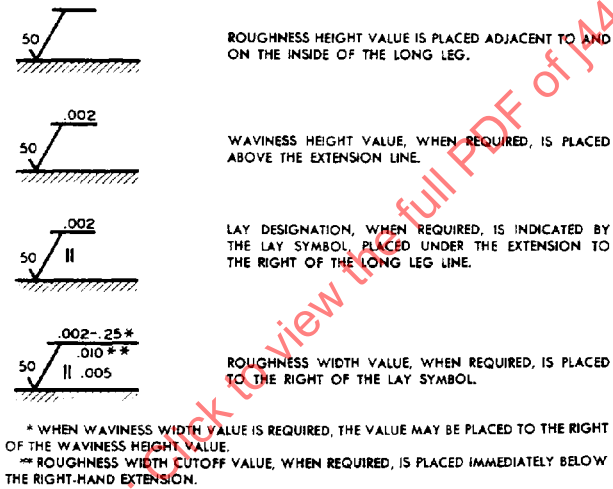 50
ROUGHNESS HEIGHT VALUE IS PLACED ADJACENT TO AND
ON THE INSIDE OF THE LONG LEG.
.002
50
WAVINESS HEIGHT VALUE, WHEN REQUIRED, IS PLACED
ABOVE THE EXTENSION LINE.
.002
50
||
LAY DESIGNATION, WHEN REQUIRED, IS INDICATED BY
THE LAY SYMBOL, PLACED UNDER THE EXTENSION TO
THE RIGHT OF THE LONG LEG LINE.
.002-.25*
.010**
50
|| .005
ROUGHNESS WIDTH VALUE, WHEN REQUIRED, IS PLACED
TO THE RIGHT OF THE LAY SYMBOL.
* WHEN WAVINESS WIDTH VALUE IS REQUIRED, THE VALUE MAY BE PLACED TO THE RIGHT
OF THE WAVINESS HEIGHT VALUE.
** ROUGHNESS WIDTH CUTOFF VALUE, WHEN REQUIRED, IS PLACED IMMEDIATELY BELOW
THE RIGHT-HAND EXTENSION.
Click to view the full PDF of J44